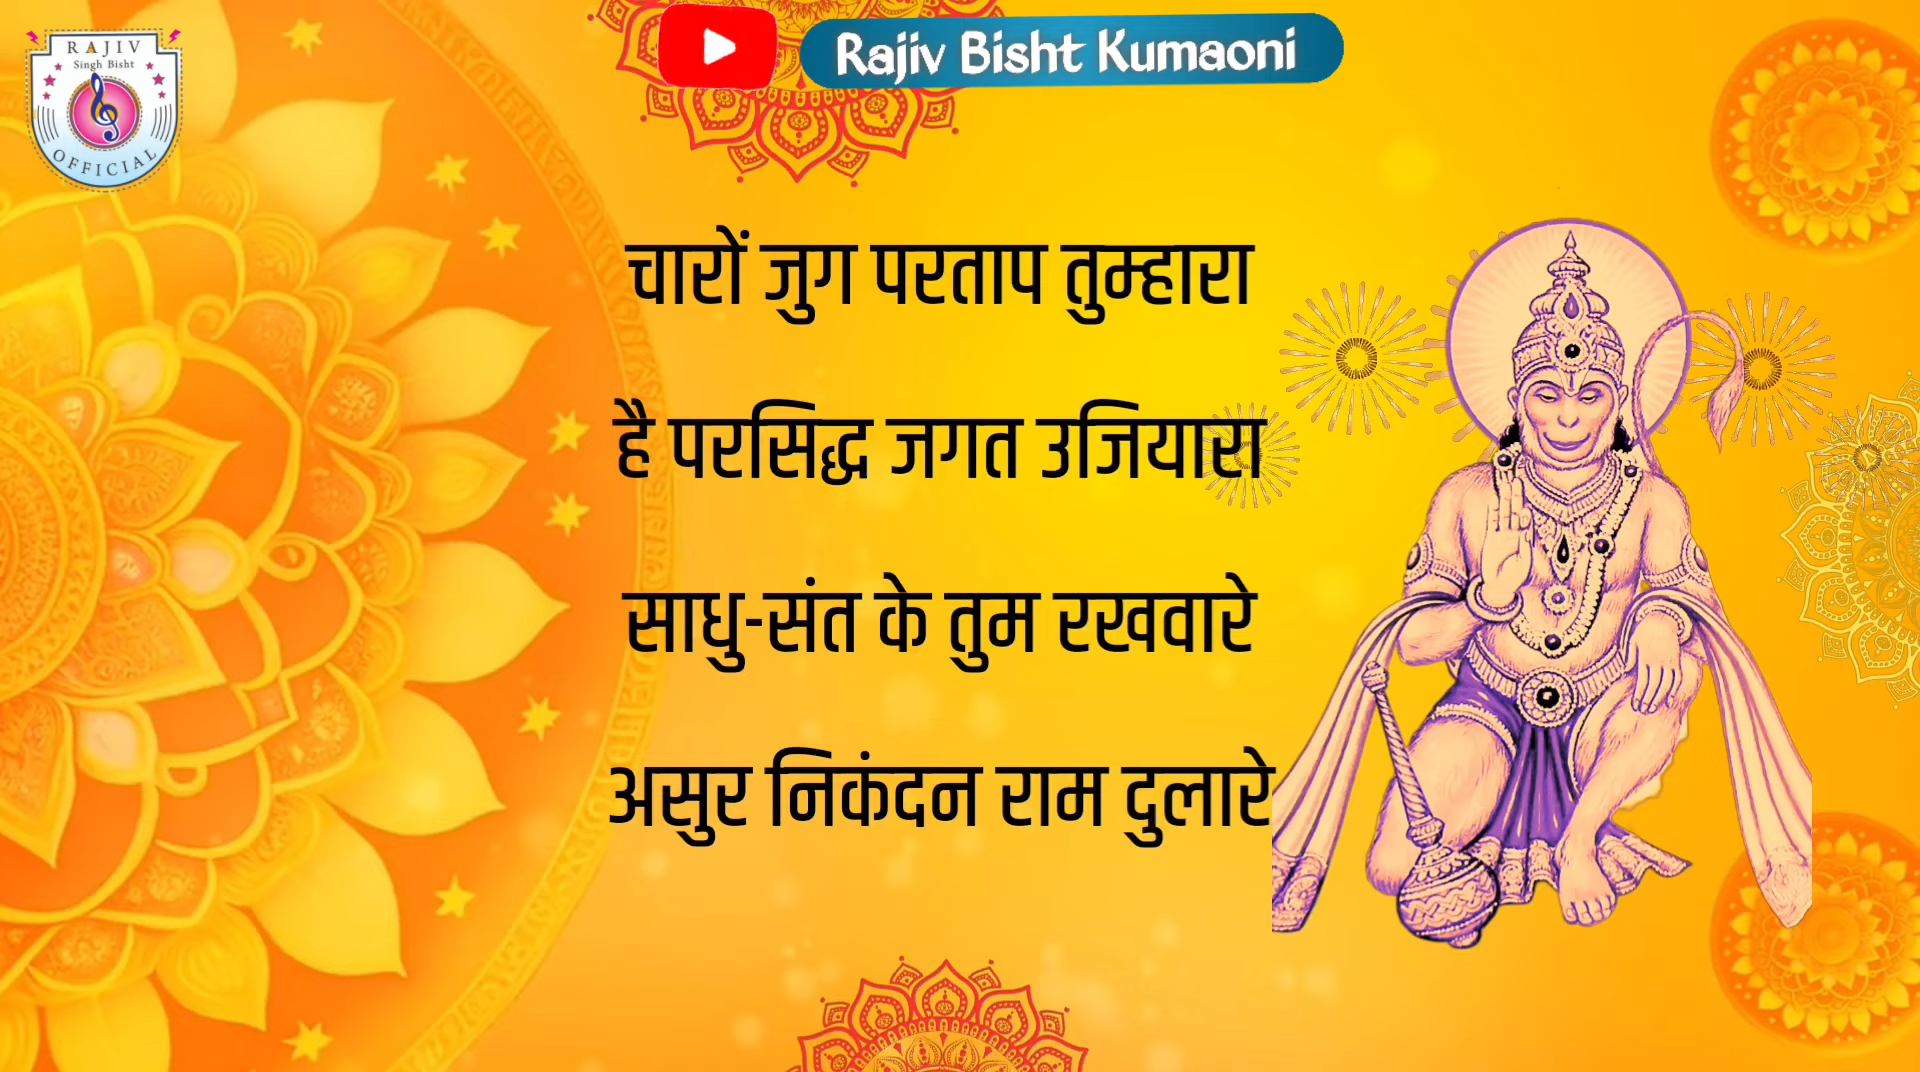 RAJIV
Singh Bisht
OFFICIAL
Rajiv Bisht Kumaoni
चारों जुग परताप तुम्हारा
है परसिद्ध जगत उजियारा
साधु-संत के तुम रखवारे
असुर निकंदन राम दुलारे